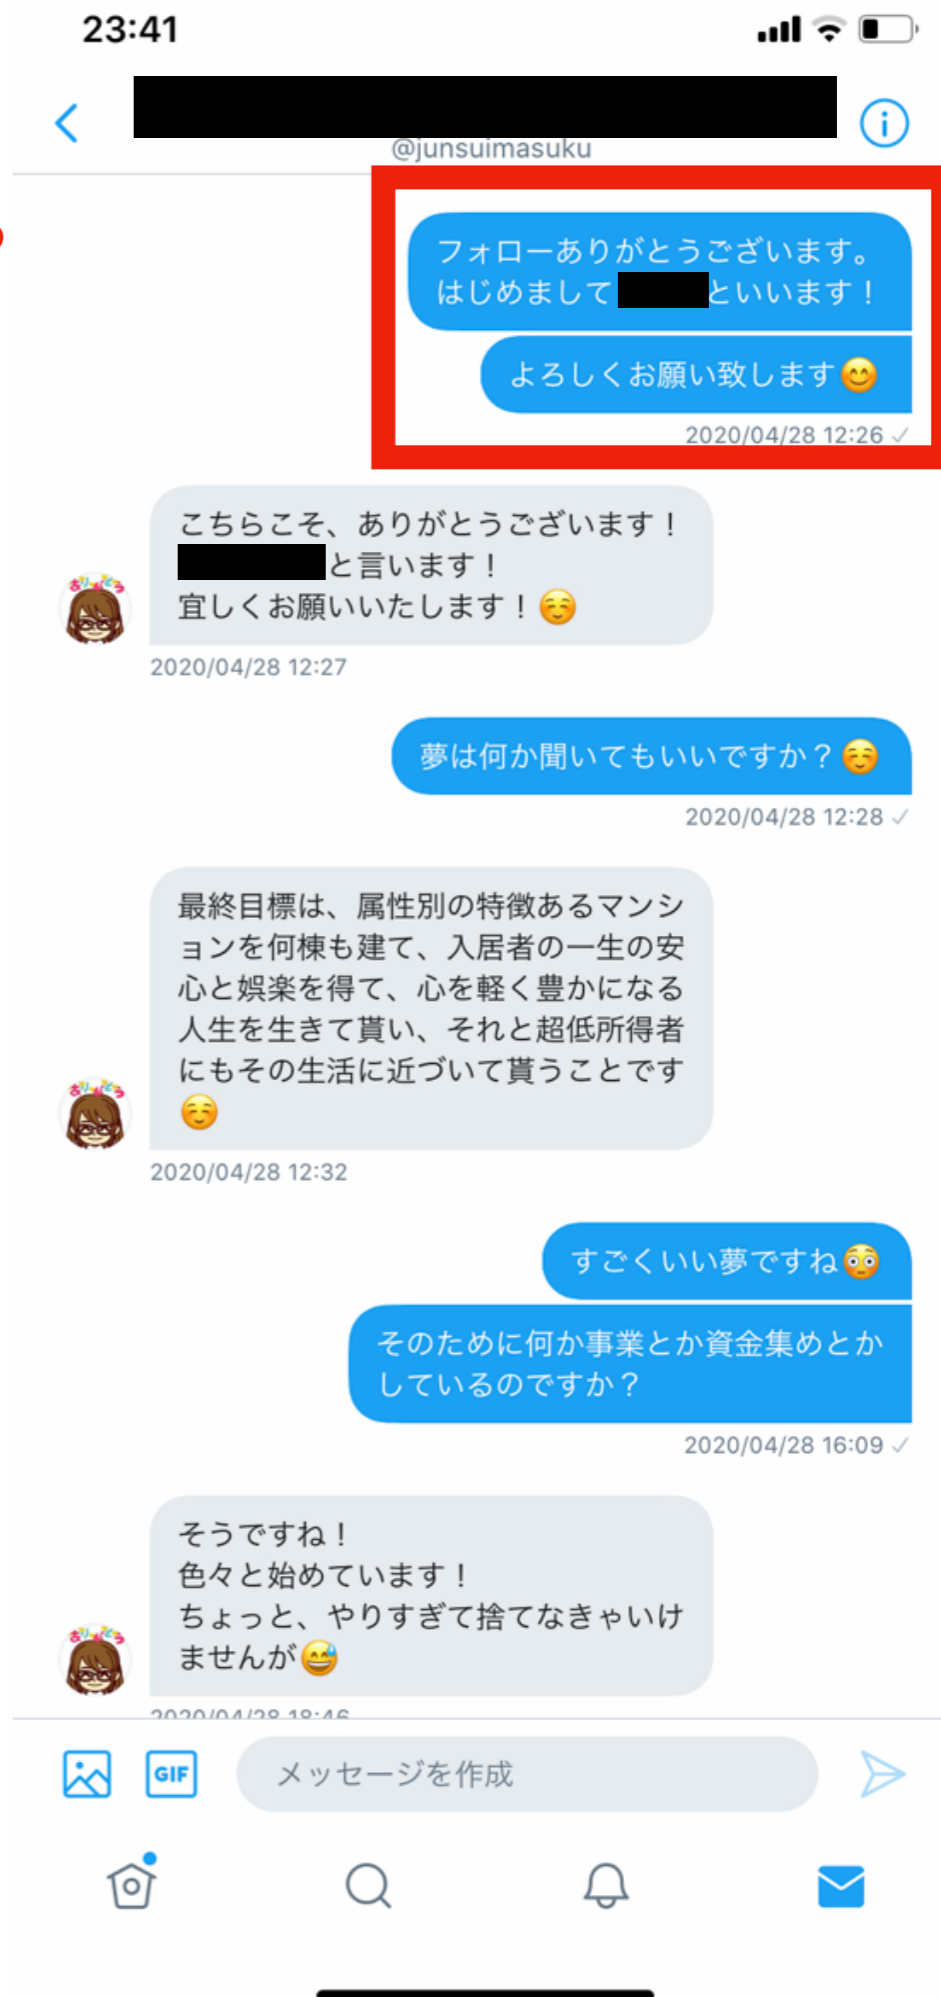 23:41
@junsuimasuku
フォローありがとうございます。
はじめまして といいます！
よろしくお願い致します😊
2020/04/28 12:26
こちらこそ、ありがとうございます！
と言います！
宜しくお願いいたします！☺️
2020/04/28 12:27
夢は何か聞いてもいいですか？☺️
2020/04/28 12:28
最終目標は、属性別の特徴あるマンシ
ョンを何棟も建て、入居者の一生の安
心と娯楽を得て、心を軽く豊かになる
人生を生きて貰い、それと超低所得者
にもその生活に近づいて貰うことです
☺️
2020/04/28 12:32
すごくいい夢ですね😳
そのために何か事業とか資金集めとか
しているのですか？
2020/04/28 16:09
そうですね！
色々と始めています！
ちょっと、やりすぎて捨てなきゃいけ
ませんが😅
2020/04/28 18:46
GIF
メッセージを作成